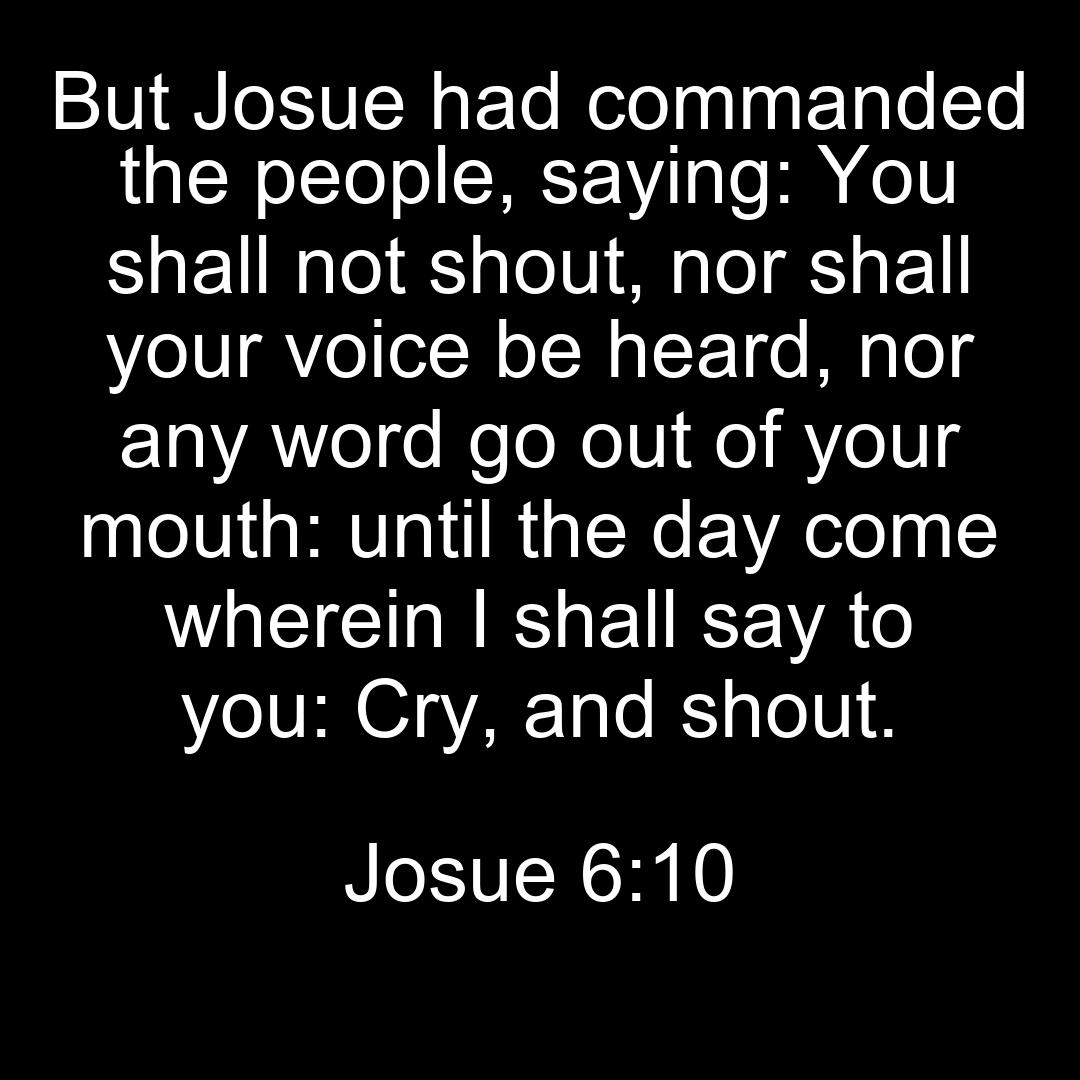 But Josue had commanded
the people, saying: You
shall not shout, nor shall
your voice be heard, nor
any word go out of your
mouth: until the day come
wherein I shall say to
you: Cry, and shout.
Josue 6:10